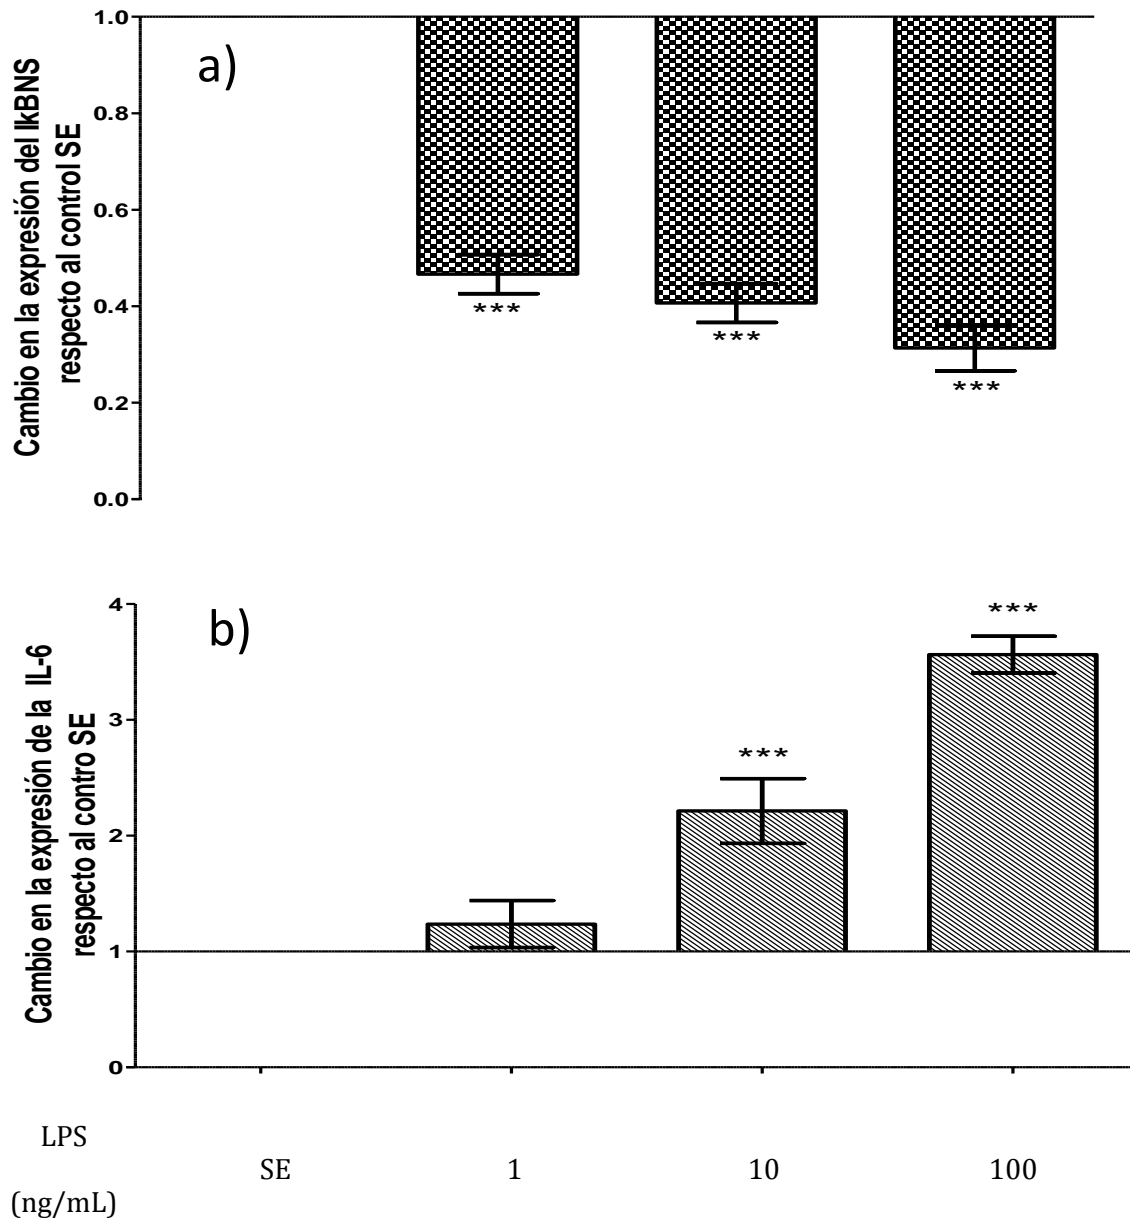 a)
Cambio en la expresión del IkBNS
respecto al control SE
1.0
0.8
0.6
0.4
0.2
0.0
***
***
***
b)
Cambio en la expresión de la IL-6
respecto al contro SE
4
3
2
1
0
***
***
LPS
(ng/mL)
SE
1
10
100